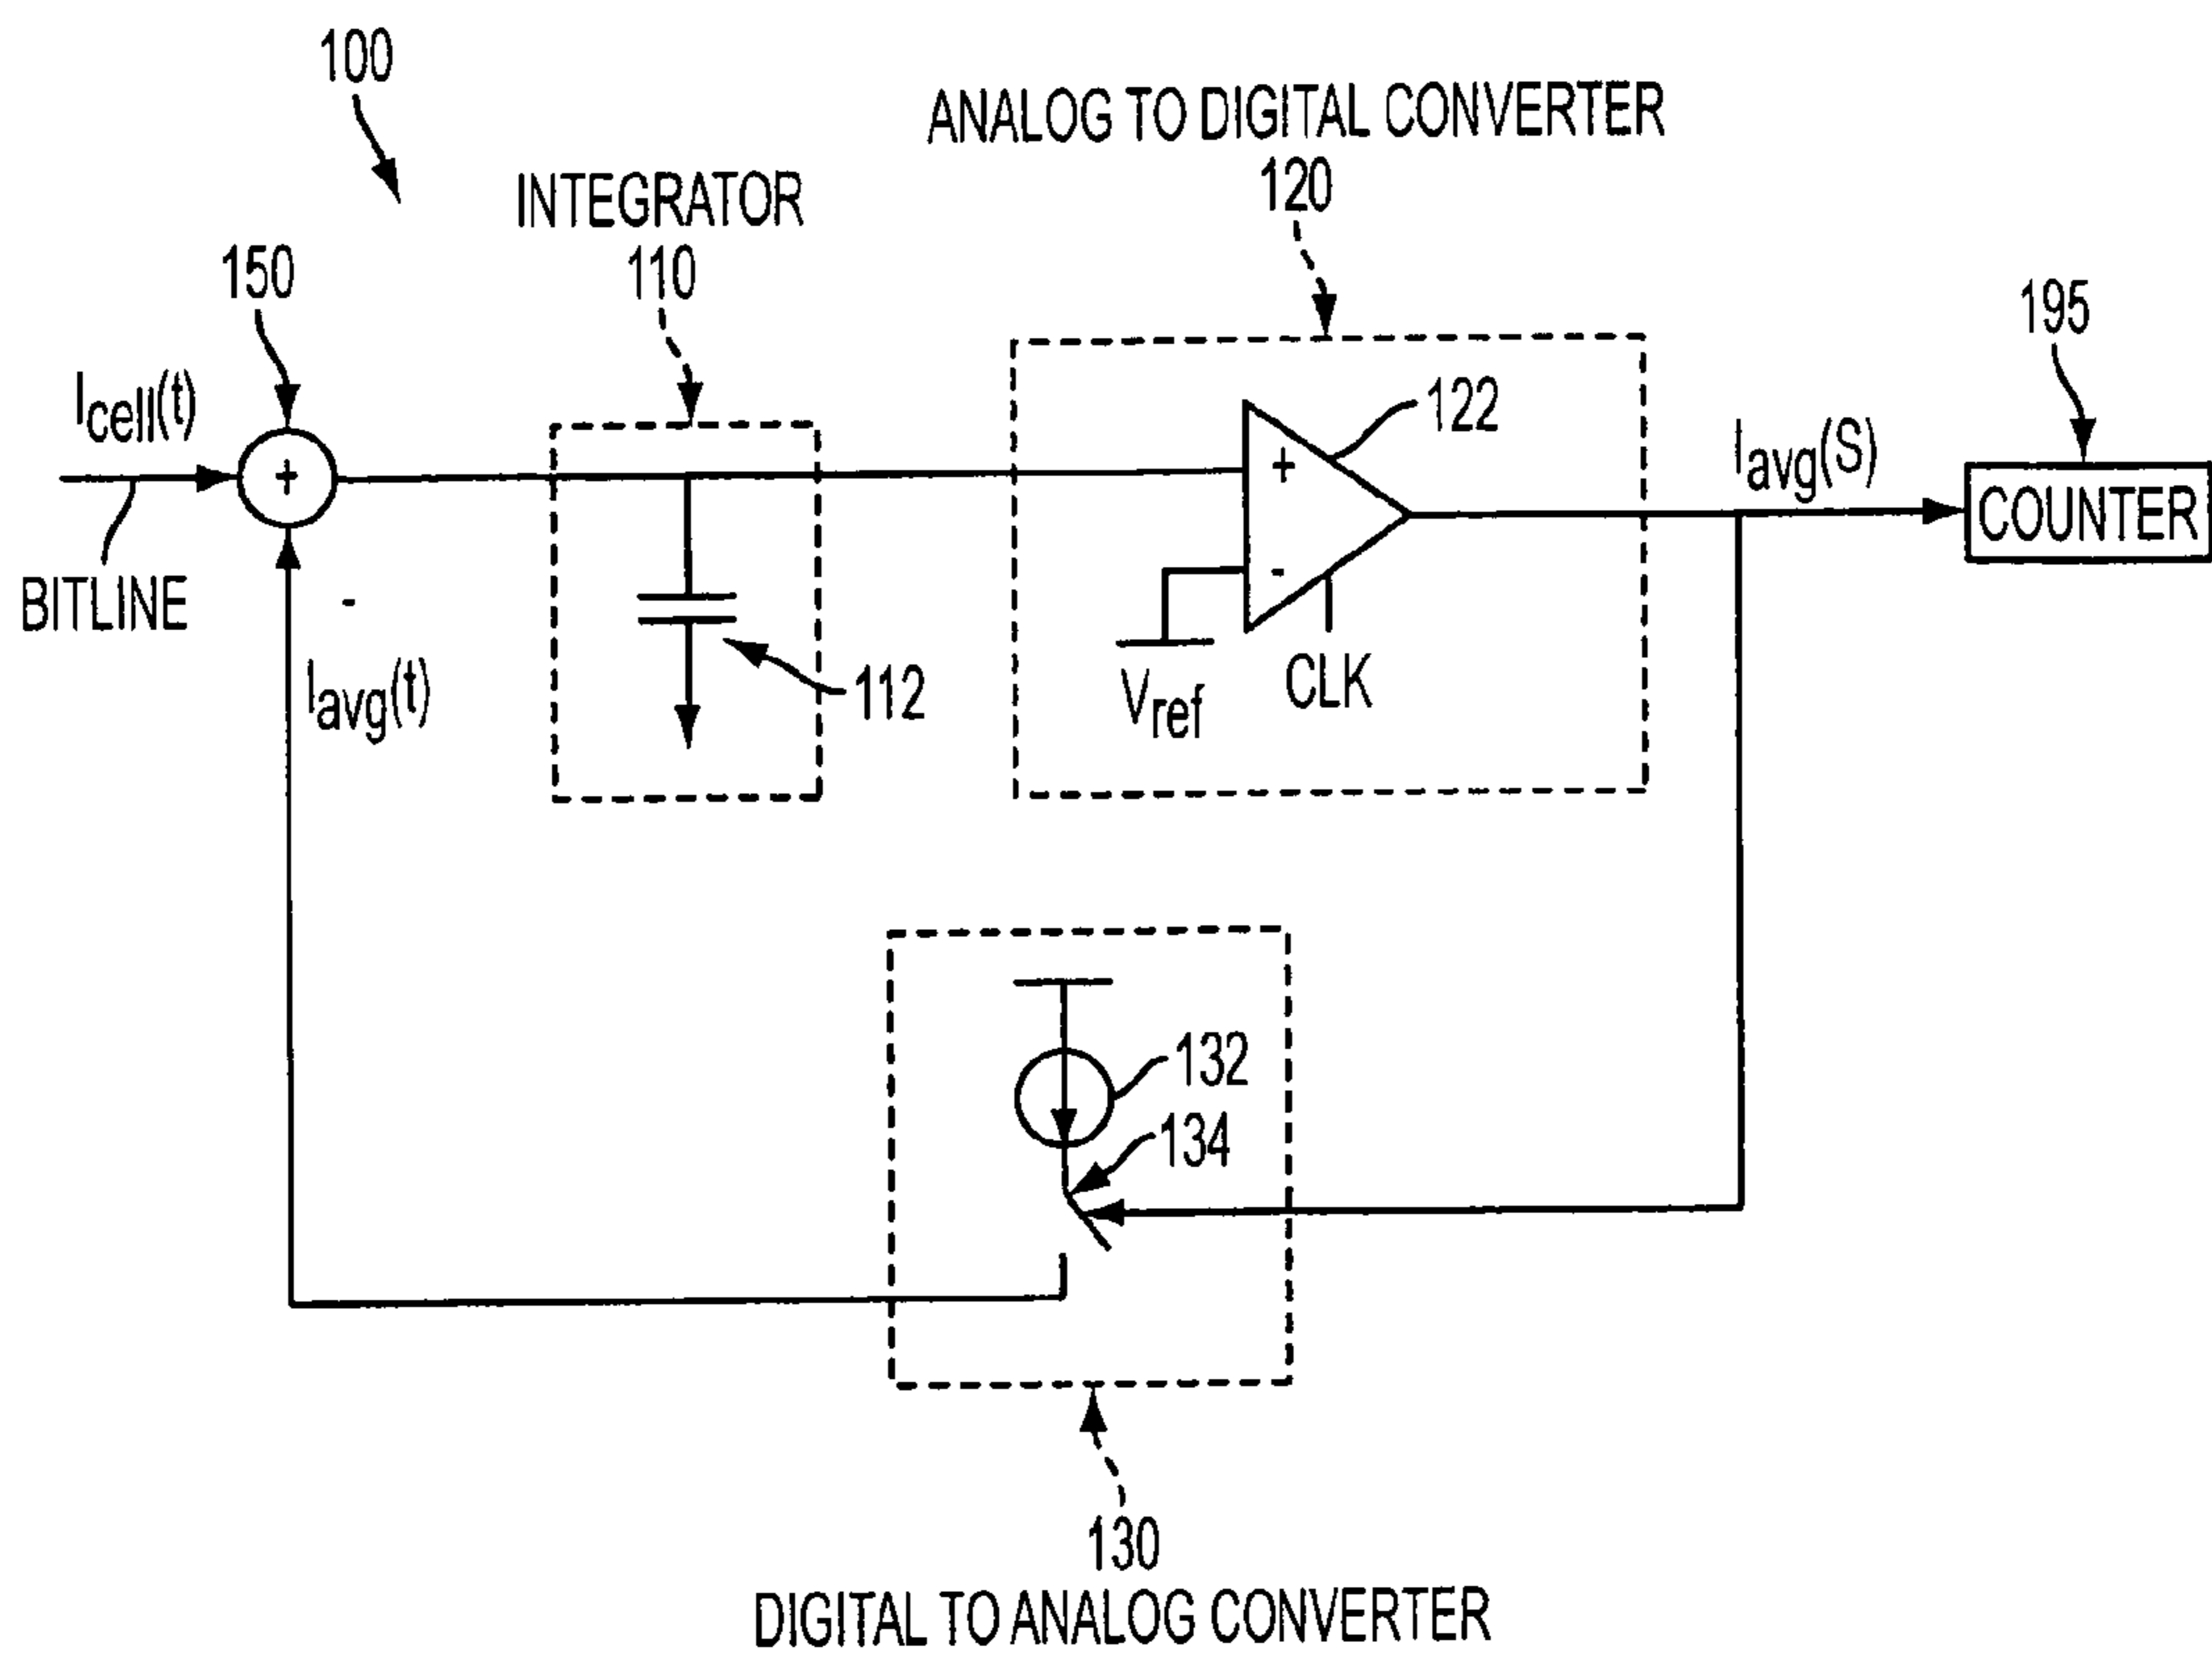 100
ANALOG TO DIGITAL CONVERTER
120
INTEGRATOR
110
150
195
Icell(t)
+
BITLINE
-
Iavg(t)
112
122
+
-
Vref
CLK
Iavg(S)
COUNTER
132
134
130
DIGITAL TO ANALOG CONVERTER